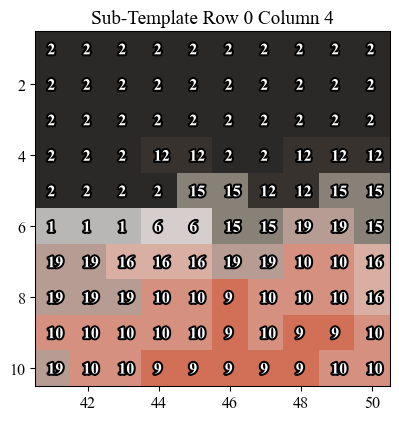 Sub-Template Row 0 Column 4
2 2 2 2 2 2 2 2 2 2
2 2 2 2 2 2 2 2 2 2 2
2 2 2 2 2 2 2 2 2 2
4 2 2 2 12 12 2 2 12 12 12
2 2 2 2 15 15 12 12 15 15
6 1 1 1 6 6 15 15 19 19 15
19 19 16 16 16 19 19 10 10 16
8 19 19 19 10 10 9 10 10 10 16
10 10 10 10 10 9 10 9 9 10
10 19 10 10 9 9 9 9 9 10 10
42 44 46 48 50